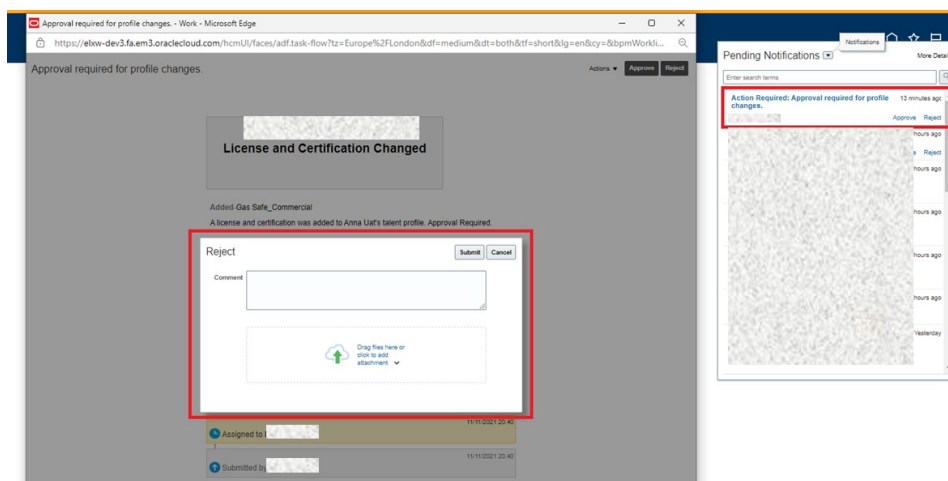 Approval required for profile changes. - Work - Microsoft Edge
https://elxw-dev3.fa.em3.oraclecloud.com/hcmUI/faces/adf.task-flow?tz=Europe%2FLondon&df=medium&dt=both&tf=short&lg=en&cy=&bpmWorkli...
Approval required for profile changes.
Actions
Approve
Reject
License and Certification Changed
Added-Gas Safe_Commercial
A license and certification was added to Anna Uat's talent profile. Approval Required.
Reject
Submit
Cancel
Comment
Drag files here or
click to add
attachment
11/11/2021 20.40
Assigned to
11/11/2021 20.40
Submitted by
Notifications
Pending Notifications
More Detai
Enter search terms
Action Required: Approval required for profile
changes.
13 minutes ago
Approve Reject
hours ago
Reject
hours ago
hours ago
hours ago
hours ago
Yesterday